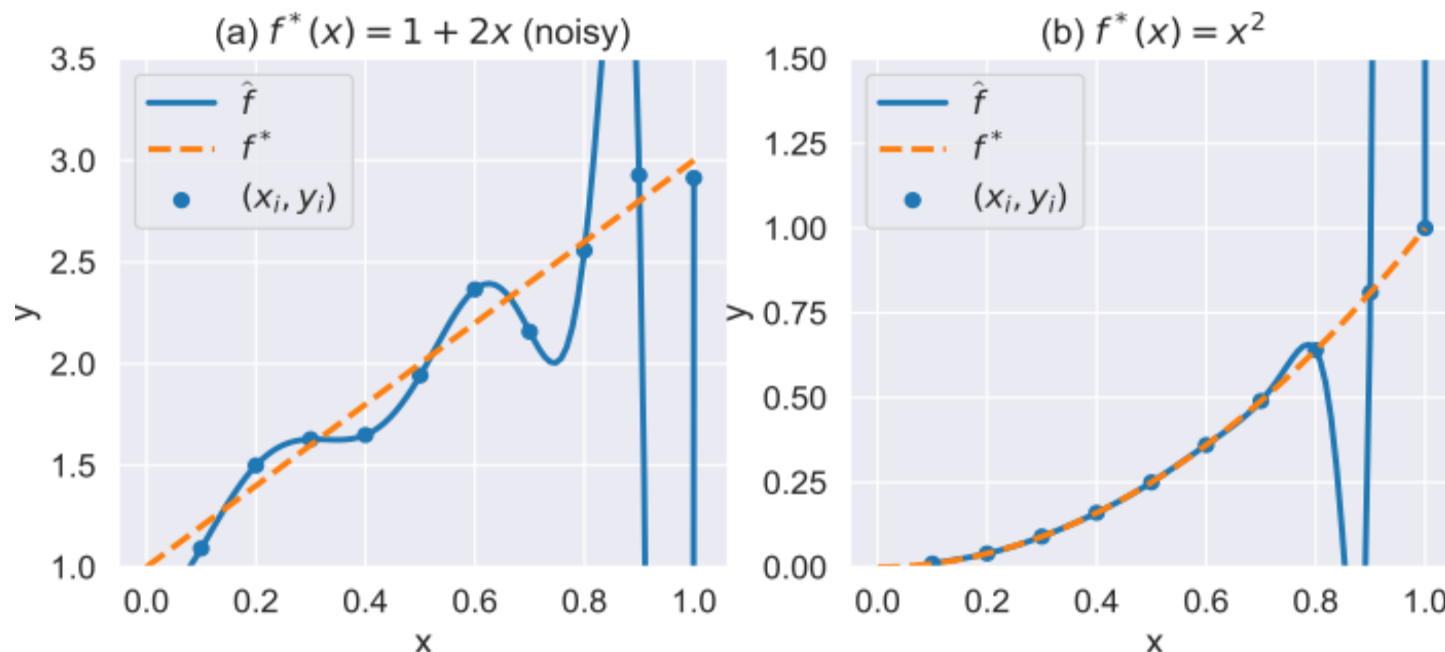 (a) f*(x) = 1 + 2x (noisy)
3.5
3.0
2.5
2.0
1.5
1.0
y
f̂
f*
(xᵢ, yᵢ)
0.0 0.2 0.4 0.6 0.8 1.0
x
(b) f*(x) = x²
1.50
1.25
1.00
0.75
0.50
0.25
0.00
y
f̂
f*
(xᵢ, yᵢ)
0.0 0.2 0.4 0.6 0.8 1.0
x